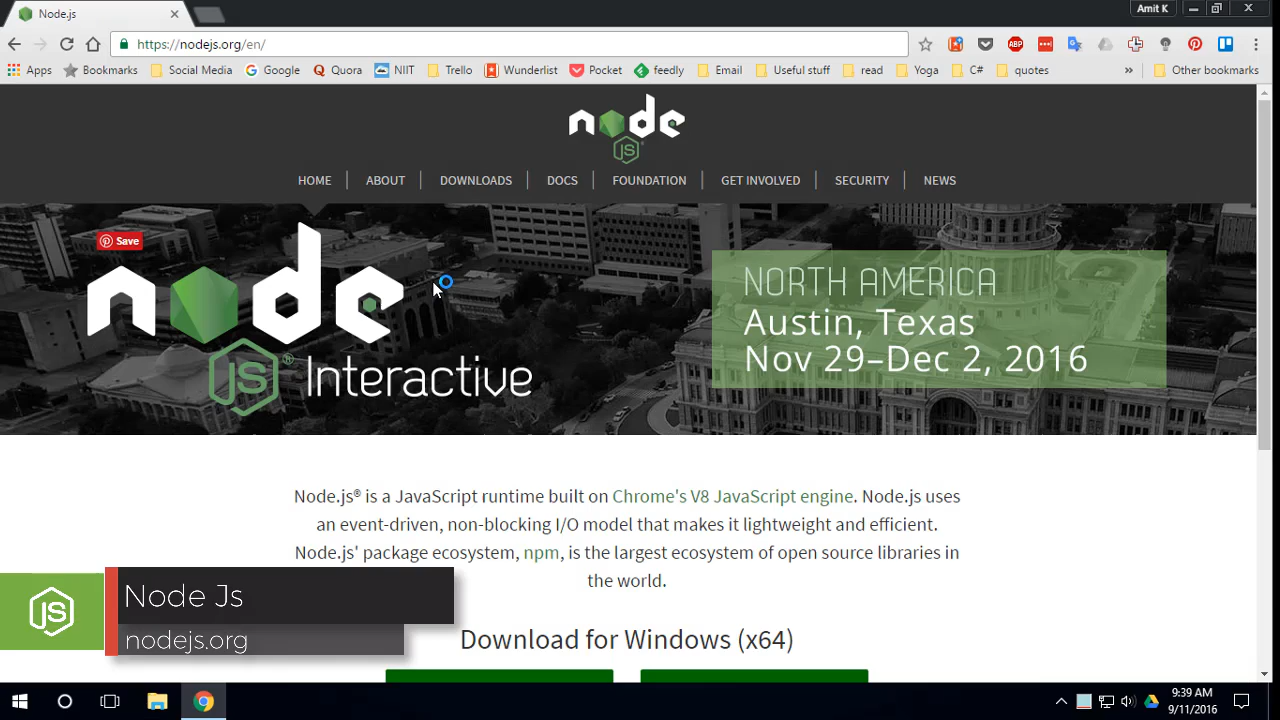 Node.js
Amit K
https://nodejs.org/en/
ABP
Apps Bookmarks Social Media Google Quora NIIT Trello Wunderlist Pocket feedly Email Useful stuff read Yoga C# quotes » Other bookmarks
node
JS
HOME ABOUT DOWNLOADS DOCS FOUNDATION GET INVOLVED SECURITY NEWS
Save
node
JS Interactive
NORTH AMERICA
Austin, Texas
Nov 29–Dec 2, 2016
Node.js® is a JavaScript runtime built on Chrome's V8 JavaScript engine. Node.js uses
an event-driven, non-blocking I/O model that makes it lightweight and efficient.
Node.js' package ecosystem, npm, is the largest ecosystem of open source libraries in
the world.
JS
Node Js
nodejs.org
Download for Windows (x64)
9:39 AM
9/11/2016